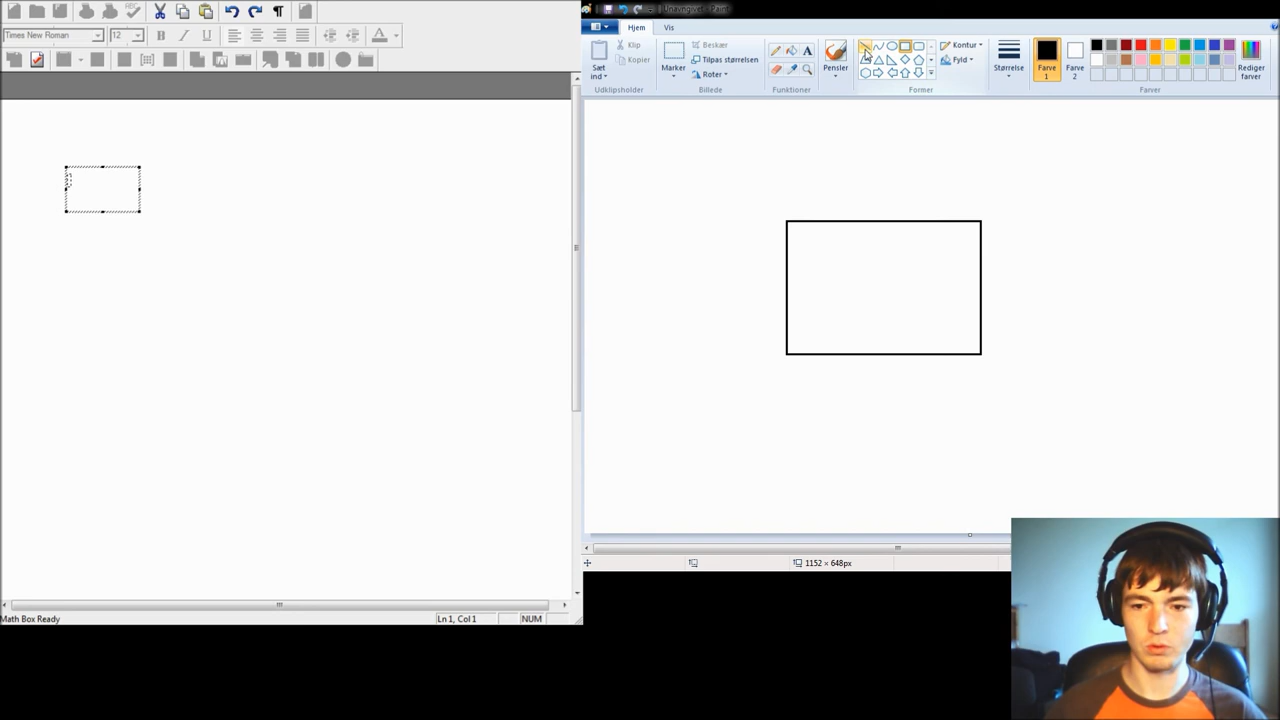 Times New Roman
12
B
I
U
A
Math Box Ready
Ln 1, Col 1
NUM
Paint
Hjem
Vis
Sæt
ind
Klip
Kopier
Udklipsholder
Marker
Beskær
Tilpas størrelsen
Roter
Billede
A
Funktioner
Pensler
Kontur
Fyld
Former
Størrelse
Farve
1
Farve
2
Rediger
farver
Farver
1152 × 648px